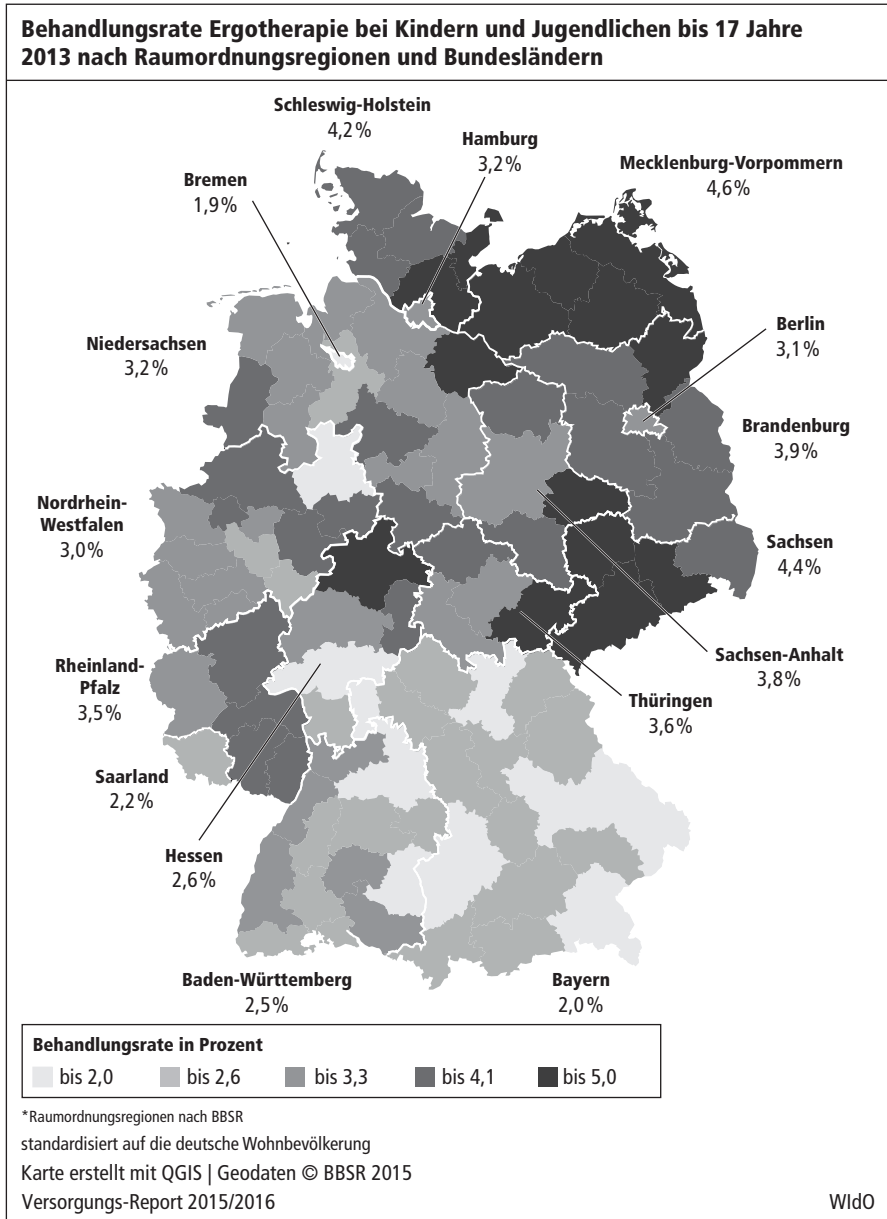 Behandlungsrate Ergotherapie bei Kindern und Jugendlichen bis 17 Jahre
2013 nach Raumordnungsregionen und Bundesländern
Schleswig-Holstein
4,2%
Hamburg
3,2%
Mecklenburg-Vorpommern
4,6%
Bremen
1,9%
Berlin
3,1%
Niedersachsen
3,2%
Brandenburg
3,9%
Nordrhein-
Westfalen
3,0%
Sachsen
4,4%
Sachsen-Anhalt
3,8%
Rheinland-
Pfalz
3,5%
Thüringen
3,6%
Saarland
2,2%
Hessen
2,6%
Baden-Württemberg
2,5%
Bayern
2,0%
Behandlungsrate in Prozent
bis 2,0 bis 2,6 bis 3,3 bis 4,1 bis 5,0
*Raumordnungsregionen nach BBSR
standardisiert auf die deutsche Wohnbevölkerung
Karte erstellt mit QGIS | Geodaten © BBSR 2015
Versorgungs-Report 2015/2016 WIdO